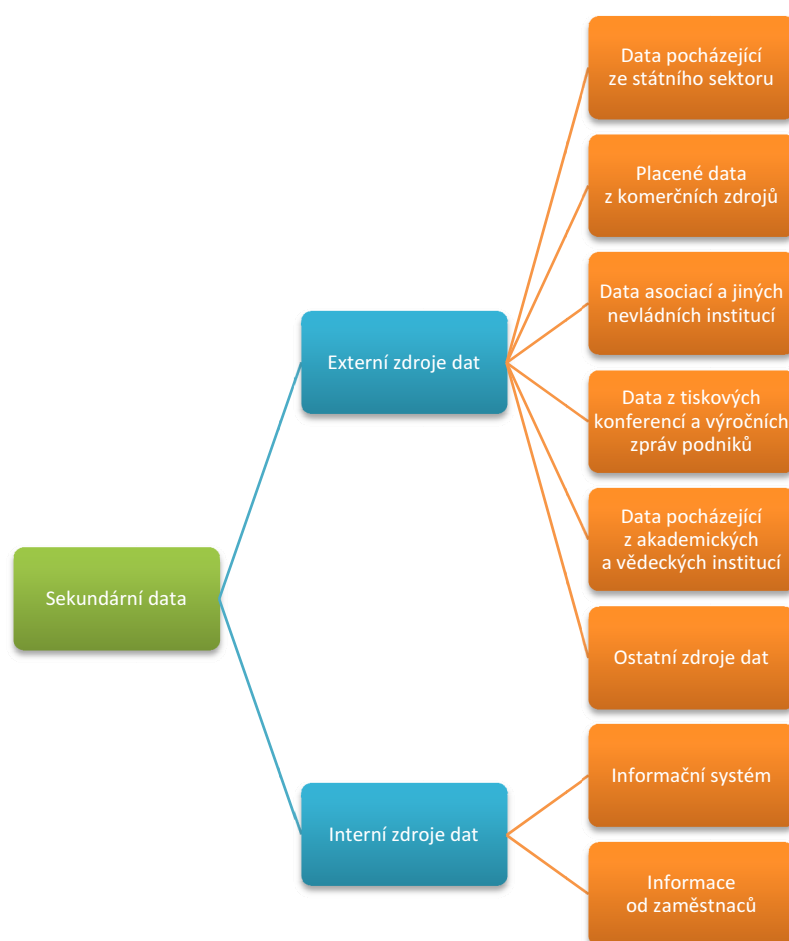 Sekundární data
Externí zdroje dat
Data pocházející
ze státního sektoru
Placené data
z komerčních zdrojů
Data asociací a jiných
nevládních institucí
Data z tiskových
konferencí a výročních
zpráv podniků
Data pocházející
z akademických
a vědeckých institucí
Ostatní zdroje dat
Interní zdroje dat
Informační systém
Informace
od zaměstnaců